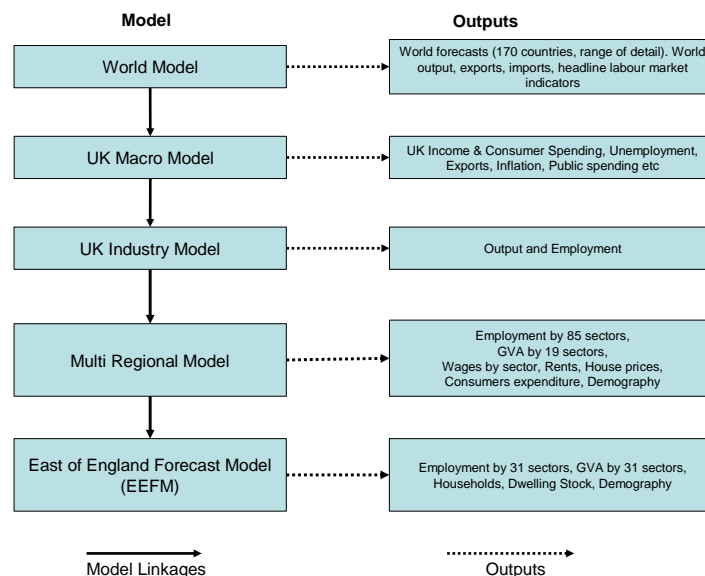 Model
Outputs
World Model
World forecasts (170 countries, range of detail). World
output, exports, imports, headline labour market
indicators
UK Macro Model
UK Income & Consumer Spending, Unemployment,
Exports, Inflation, Public spending etc
UK Industry Model
Output and Employment
Multi Regional Model
Employment by 85 sectors,
GVA by 19 sectors,
Wages by sector, Rents, House prices,
Consumers expenditure, Demography
East of England Forecast Model
(EEFM)
Employment by 31 sectors, GVA by 31 sectors,
Households, Dwelling Stock, Demography
Model Linkages
Outputs